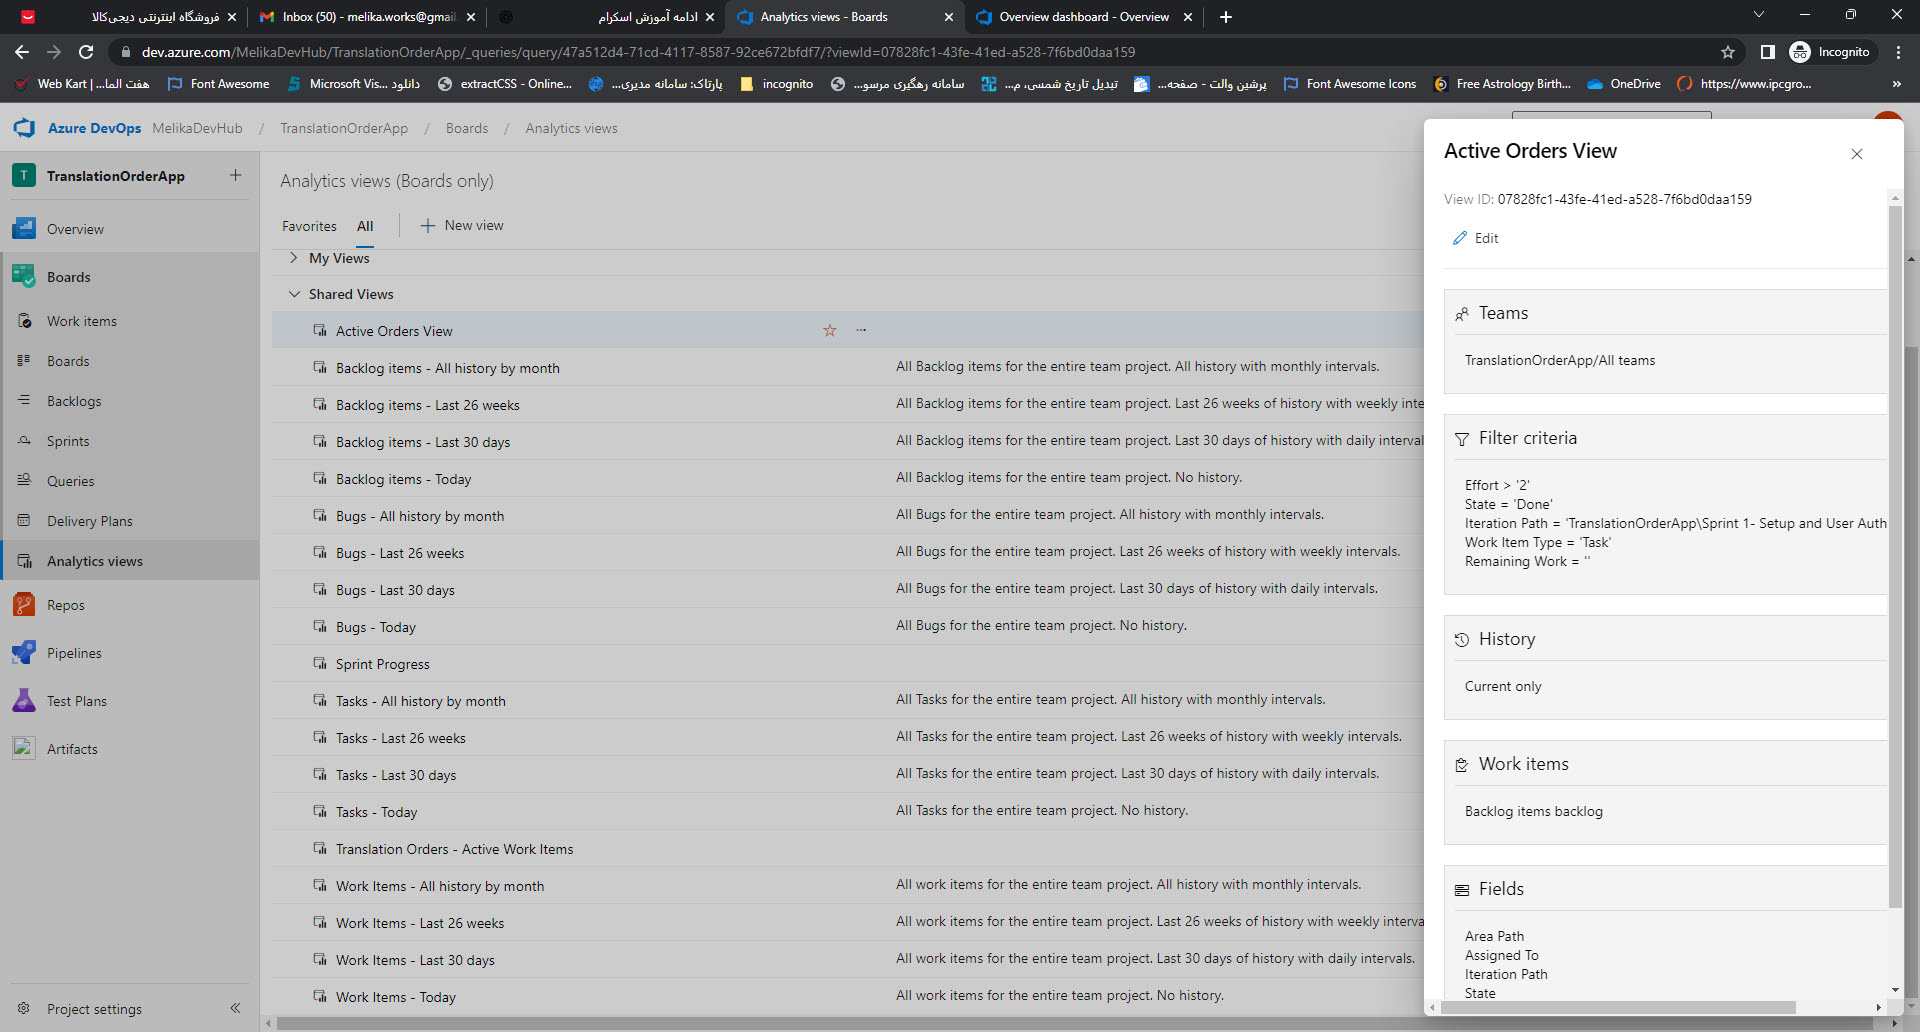 فروشگاه اینترنتی دیجی‌کالا
Inbox (50) - melika.works@gmail
ادامه آموزش اسکرام
Analytics views - Boards
Overview dashboard - Overview
dev.azure.com/MelikaDevHub/TranslationOrderApp/_queries/query/47a512d4-71cd-4117-8587-92ce672bfdf7/?viewId=07828fc1-43fe-41ed-a528-7f6bd0daa159
Incognito
Web Kart | هفت الما...
Font Awesome
دانلود Microsoft Vis...
extractCSS - Online...
پارتاک: سامانه مدیری...
incognito
سامانه رهگیری مرسو...
تبدیل تاریخ شمسی، م...
پرشین والت - صفحه...
Font Awesome Icons
Free Astrology Birth...
OneDrive
https://www.ipcgro...
»
Azure DevOps MelikaDevHub / TranslationOrderApp / Boards / Analytics views
T TranslationOrderApp
Overview
Boards
Work items
Boards
Backlogs
Sprints
Queries
Delivery Plans
Analytics views
Repos
Pipelines
Test Plans
Artifacts
Project settings
Analytics views (Boards only)
Favorites All New view
My Views
Shared Views
Active Orders View
Backlog items - All history by month All Backlog items for the entire team project. All history with monthly intervals.
Backlog items - Last 26 weeks All Backlog items for the entire team project. Last 26 weeks of history with weekly inte
Backlog items - Last 30 days All Backlog items for the entire team project. Last 30 days of history with daily interval
Backlog items - Today All Backlog items for the entire team project. No history.
Bugs - All history by month All Bugs for the entire team project. All history with monthly intervals.
Bugs - Last 26 weeks All Bugs for the entire team project. Last 26 weeks of history with weekly intervals.
Bugs - Last 30 days All Bugs for the entire team project. Last 30 days of history with daily intervals.
Bugs - Today All Bugs for the entire team project. No history.
Sprint Progress
Tasks - All history by month All Tasks for the entire team project. All history with monthly intervals.
Tasks - Last 26 weeks All Tasks for the entire team project. Last 26 weeks of history with weekly intervals.
Tasks - Last 30 days All Tasks for the entire team project. Last 30 days of history with daily intervals.
Tasks - Today All Tasks for the entire team project. No history.
Translation Orders - Active Work Items
Work Items - All history by month All work items for the entire team project. All history with monthly intervals.
Work Items - Last 26 weeks All work items for the entire team project. Last 26 weeks of history with weekly interva
Work Items - Last 30 days All work items for the entire team project. Last 30 days of history with daily intervals.
Work Items - Today All work items for the entire team project. No history.
Active Orders View
View ID: 07828fc1-43fe-41ed-a528-7f6bd0daa159
Edit
Teams
TranslationOrderApp/All teams
Filter criteria
Effort > '2'
State = 'Done'
Iteration Path = 'TranslationOrderApp\Sprint 1- Setup and User Auth
Work Item Type = 'Task'
Remaining Work = ''
History
Current only
Work items
Backlog items backlog
Fields
Area Path
Assigned To
Iteration Path
State